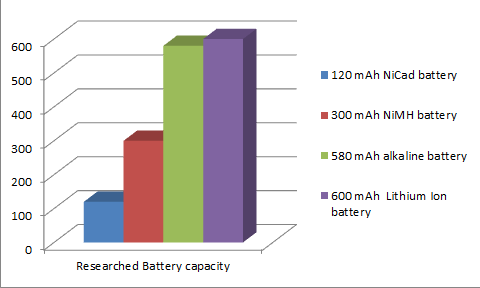 600
500
400
300
200
100
0
Researched Battery capacity
120 mAh NiCad battery
300 mAh NiMH battery
580 mAh alkaline battery
600 mAh Lithium Ion
battery